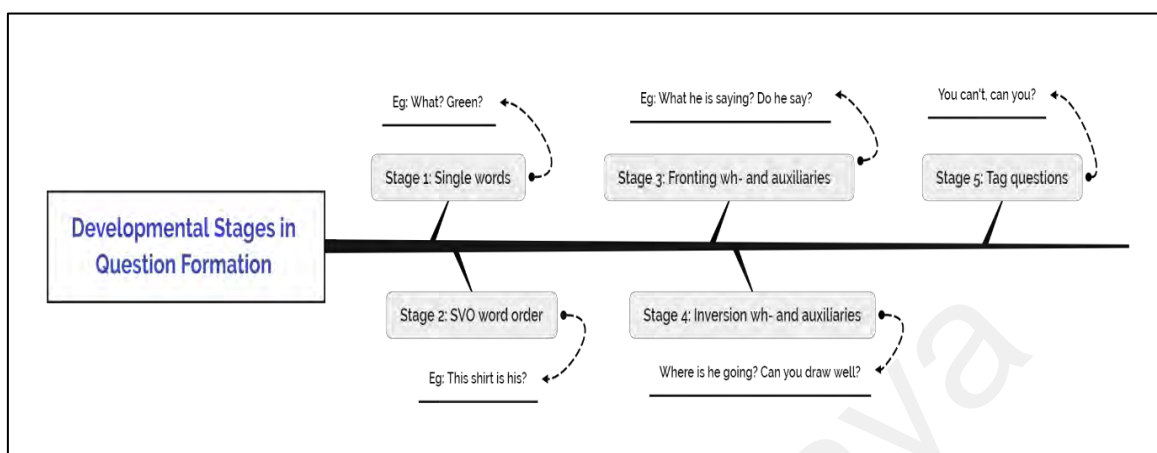 Developmental Stages in
Question Formation
Eg: What? Green?
Stage 1: Single words
Stage 2: SVO word order
Eg: This shirt is his?
Eg: What he is saying? Do he say?
Stage 3: Fronting wh- and auxiliaries
Stage 4: Inversion wh- and auxiliaries
Where is he going? Can you draw well?
You can't, can you?
Stage 5: Tag questions